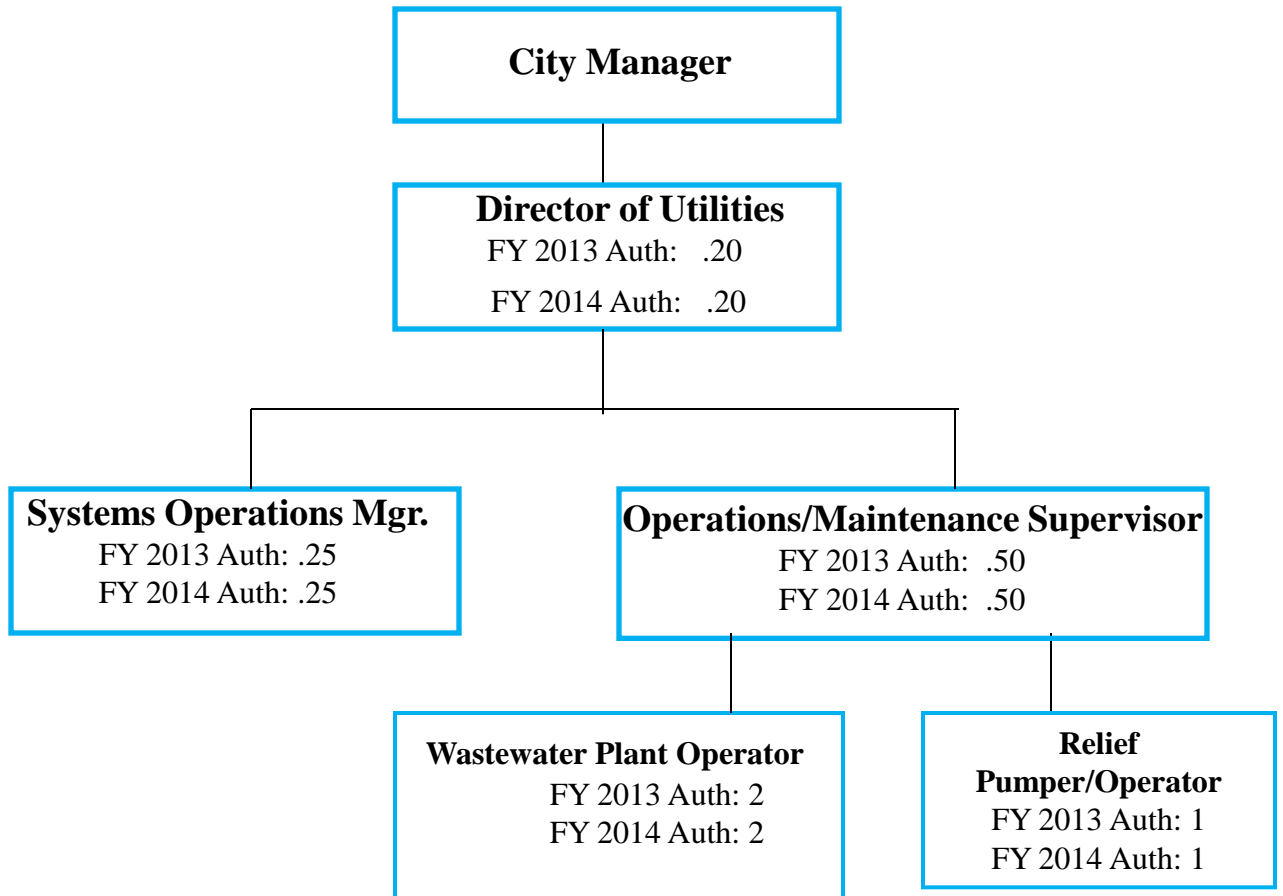 City Manager
Director of Utilities
FY 2013 Auth: .20
FY 2014 Auth: .20
Systems Operations Mgr.
FY 2013 Auth: .25
FY 2014 Auth: .25
Operations/Maintenance Supervisor
FY 2013 Auth: .50
FY 2014 Auth: .50
Wastewater Plant Operator
FY 2013 Auth: 2
FY 2014 Auth: 2
Relief
Pumper/Operator
FY 2013 Auth: 1
FY 2014 Auth: 1